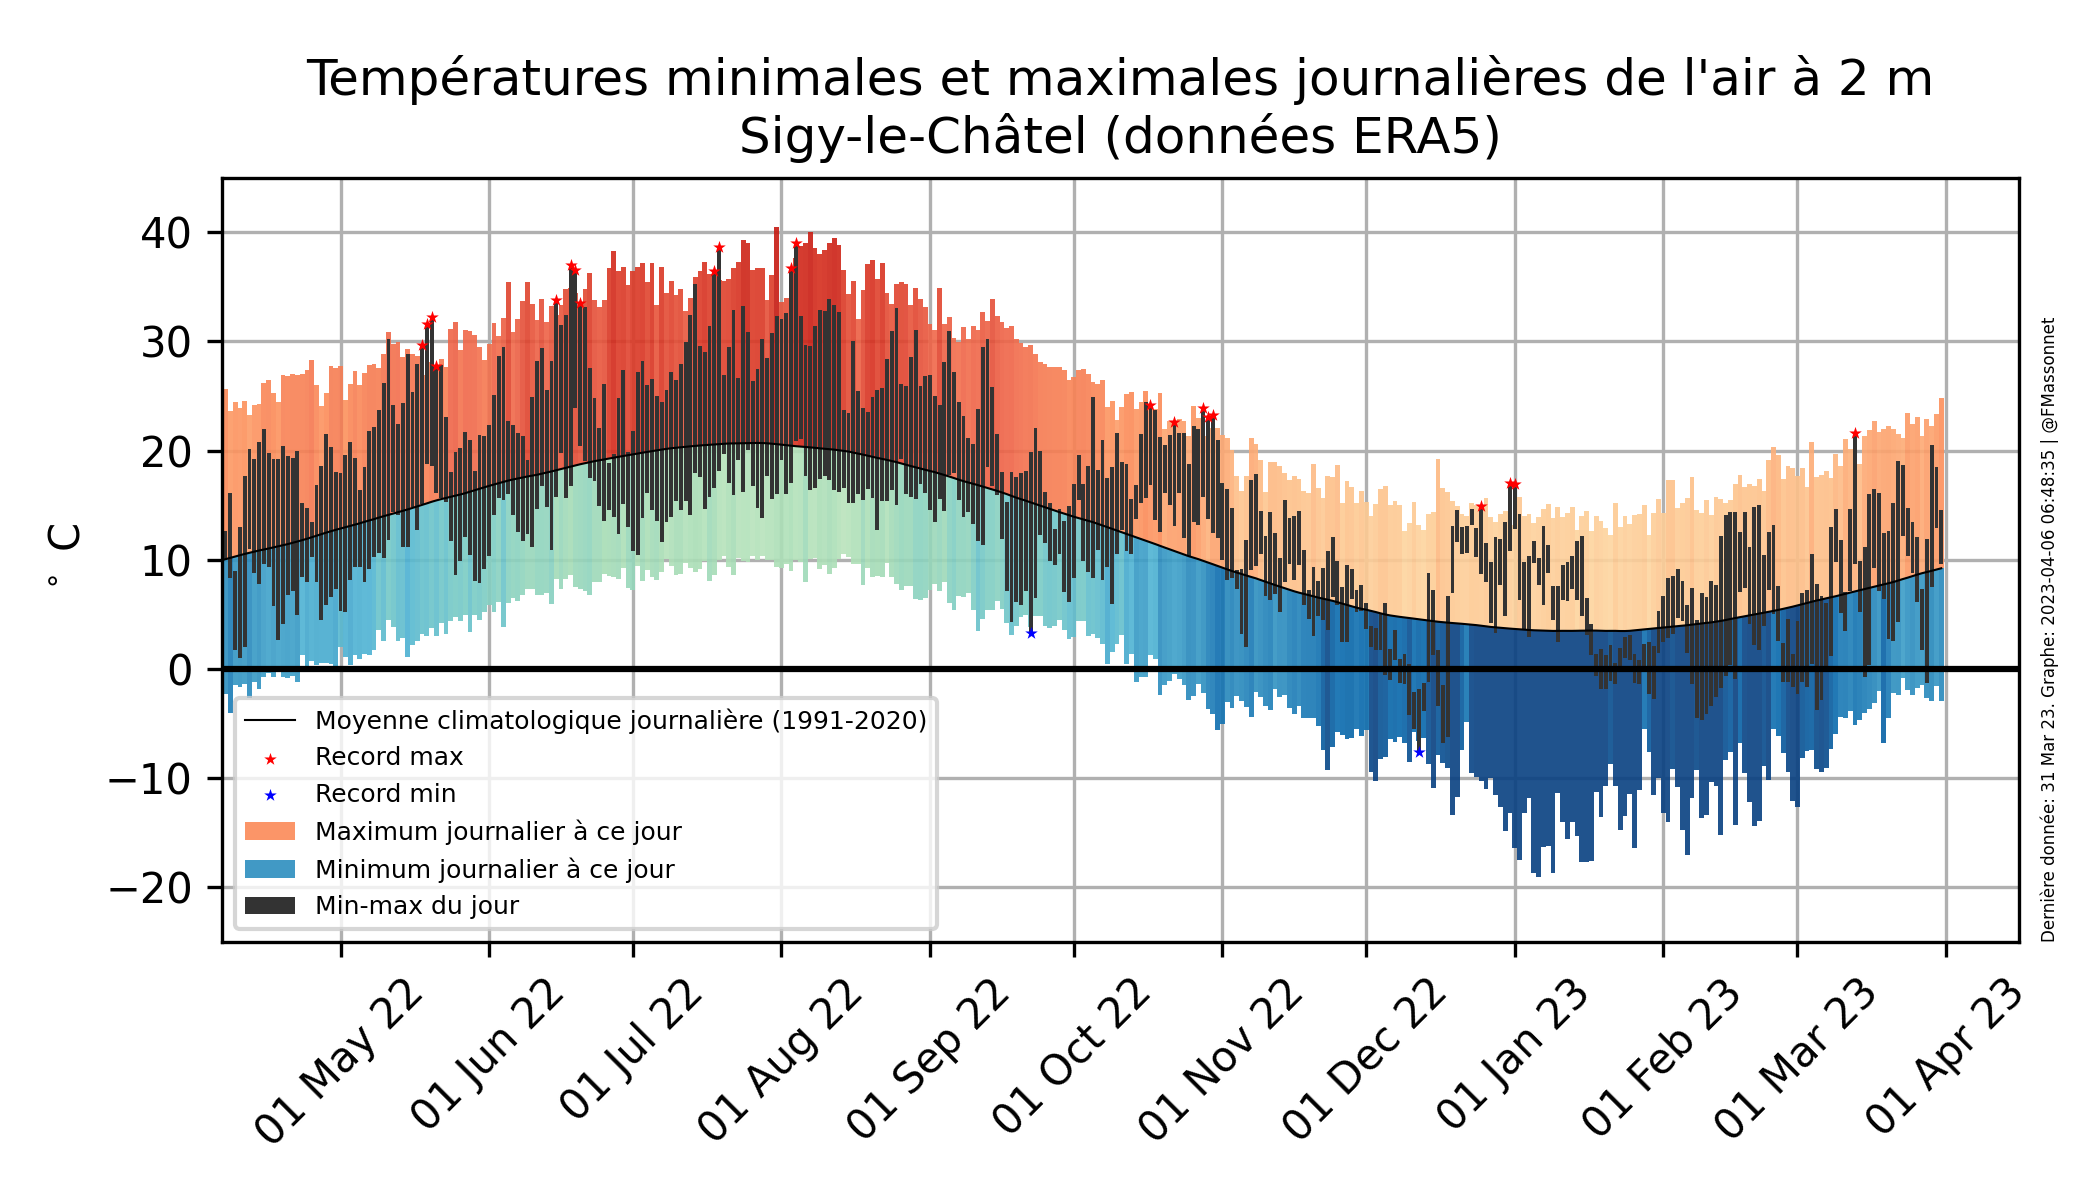 Températures minimales et maximales journalières de l'air à 2 m
Sigy-le-Châtel (données ERA5)
° C
40
30
20
10
0
−10
−20
Moyenne climatologique journalière (1991-2020)
Record max
Record min
Maximum journalier à ce jour
Minimum journalier à ce jour
Min-max du jour
01 May 22
01 Jun 22
01 Jul 22
01 Aug 22
01 Sep 22
01 Oct 22
01 Nov 22
01 Dec 22
01 Jan 23
01 Feb 23
01 Mar 23
01 Apr 23
Dernière donnée: 31 Mar 23. Graphe: 2023-04-06 06:48:35 | @FMassonnet